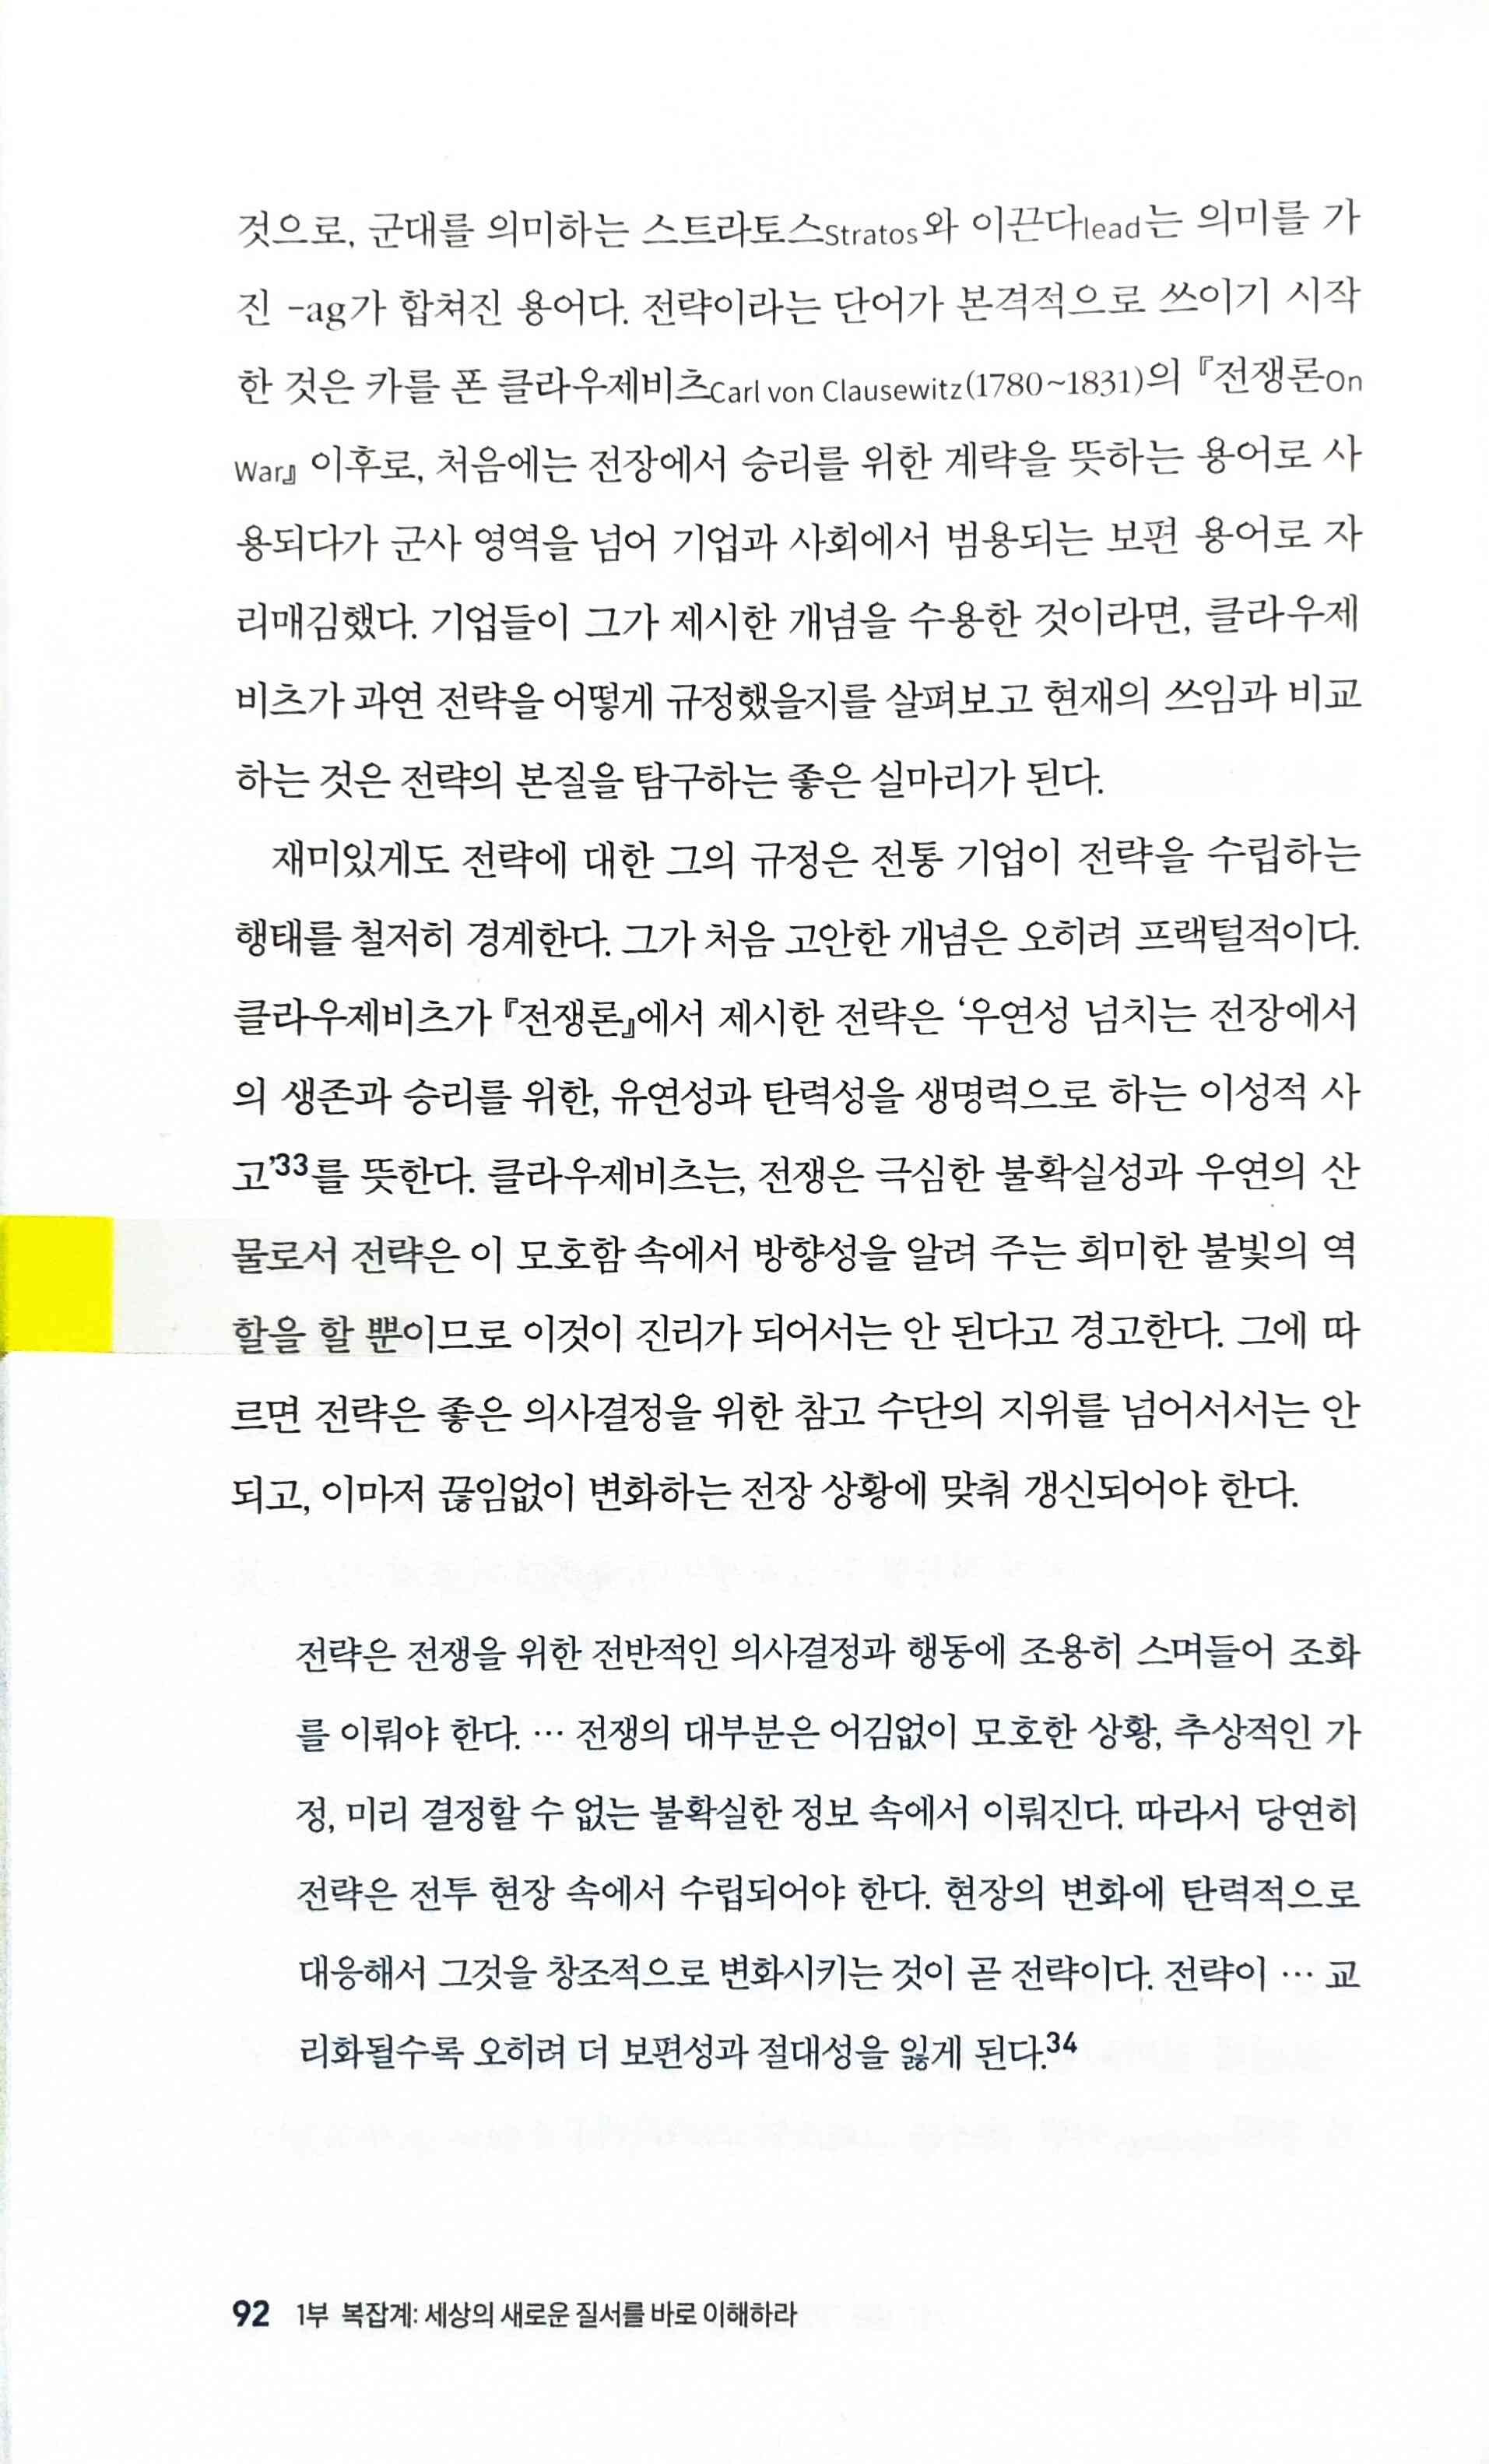 것으로, 군대를 의미하는 스트라토스Stratos와 이끈다lead는 의미를 가
진 -ag가 합쳐진 용어다. 전략이라는 단어가 본격적으로 쓰이기 시작
한 것은 카를 폰 클라우제비츠Carl von Clausewitz(1780~1831)의 『전쟁론On
War』 이후로, 처음에는 전장에서 승리를 위한 계략을 뜻하는 용어로 사
용되다가 군사 영역을 넘어 기업과 사회에서 범용되는 보편 용어로 자
리매김했다. 기업들이 그가 제시한 개념을 수용한 것이라면, 클라우제
비츠가 과연 전략을 어떻게 규정했을지를 살펴보고 현재의 쓰임과 비교
하는 것은 전략의 본질을 탐구하는 좋은 실마리가 된다.
재미있게도 전략에 대한 그의 규정은 전통 기업이 전략을 수립하는
행태를 철저히 경계한다. 그가 처음 고안한 개념은 오히려 프랙털적이다.
클라우제비츠가 『전쟁론』에서 제시한 전략은 ‘우연성 넘치는 전장에서
의 생존과 승리를 위한, 유연성과 탄력성을 생명력으로 하는 이성적 사
고’33를 뜻한다. 클라우제비츠는, 전쟁은 극심한 불확실성과 우연의 산
물로서 전략은 이 모호함 속에서 방향성을 알려 주는 희미한 불빛의 역
할을 할 뿐이므로 이것이 진리가 되어서는 안 된다고 경고한다. 그에 따
르면 전략은 좋은 의사결정을 위한 참고 수단의 지위를 넘어서서는 안
되고, 이마저 끊임없이 변화하는 전장 상황에 맞춰 갱신되어야 한다.
전략은 전쟁을 위한 전반적인 의사결정과 행동에 조용히 스며들어 조화
를 이뤄야 한다. … 전쟁의 대부분은 어김없이 모호한 상황, 추상적인 가
정, 미리 결정할 수 없는 불확실한 정보 속에서 이뤄진다. 따라서 당연히
전략은 전투 현장 속에서 수립되어야 한다. 현장의 변화에 탄력적으로
대응해서 그것을 창조적으로 변화시키는 것이 곧 전략이다. 전략이 … 교
리화될수록 오히려 더 보편성과 절대성을 잃게 된다.34
92 1부 복잡계: 세상의 새로운 질서를 바로 이해하라